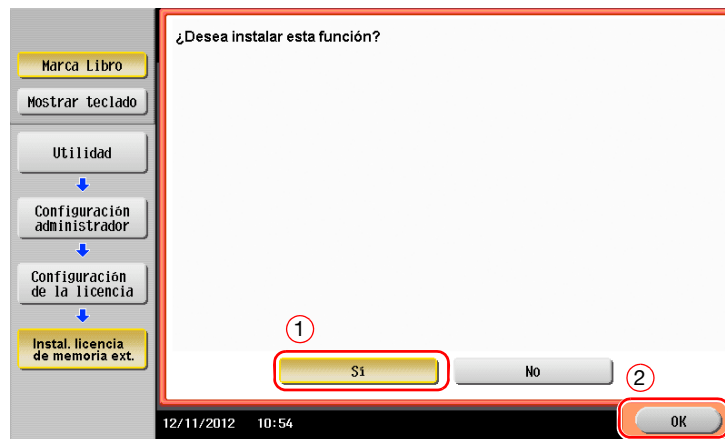 ¿Desea instalar esta función?
Marca Libro
Mostrar teclado
Utilidad
Configuración
administrador
Configuración
de la licencia
Instal. licencia
de memoria ext.
1
Sí
No
2
12/11/2012 10:54
OK